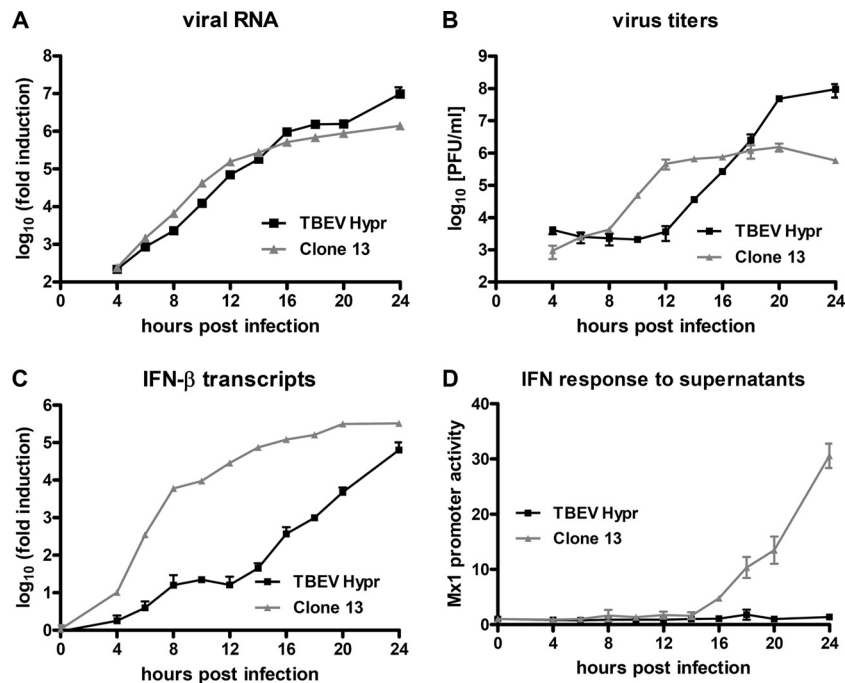 A
viral RNA
log10 (fold induction)
7
6
5
4
3
2
0 4 8 12 16 20 24
hours post infection
TBEV Hypr
Clone 13
B
virus titers
log10 [PFU/ml]
9
8
7
6
5
4
3
2
0 4 8 12 16 20 24
hours post infection
TBEV Hypr
Clone 13
C
IFN-β transcripts
log10 (fold induction)
6
5
4
3
2
1
0
0 4 8 12 16 20 24
hours post infection
TBEV Hypr
Clone 13
D
IFN response to supernatants
Mx1 promoter activity
40
30
20
10
0
0 4 8 12 16 20 24
hours post infection
TBEV Hypr
Clone 13